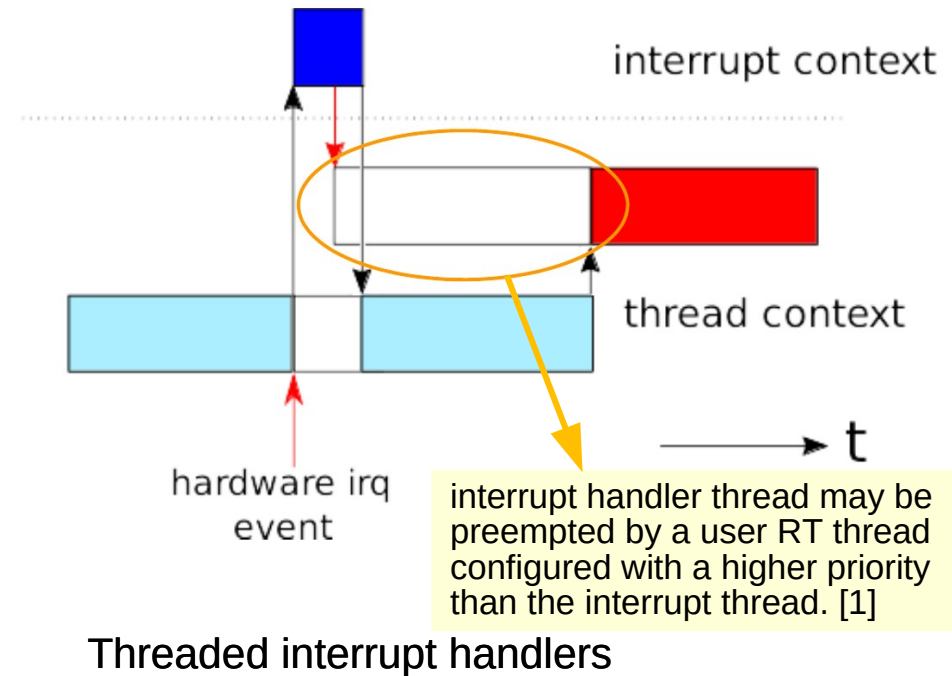 interrupt context
thread context
t
hardware irq
event
interrupt handler thread may be
preempted by a user RT thread
configured with a higher priority
than the interrupt thread. [1]
Threaded interrupt handlers